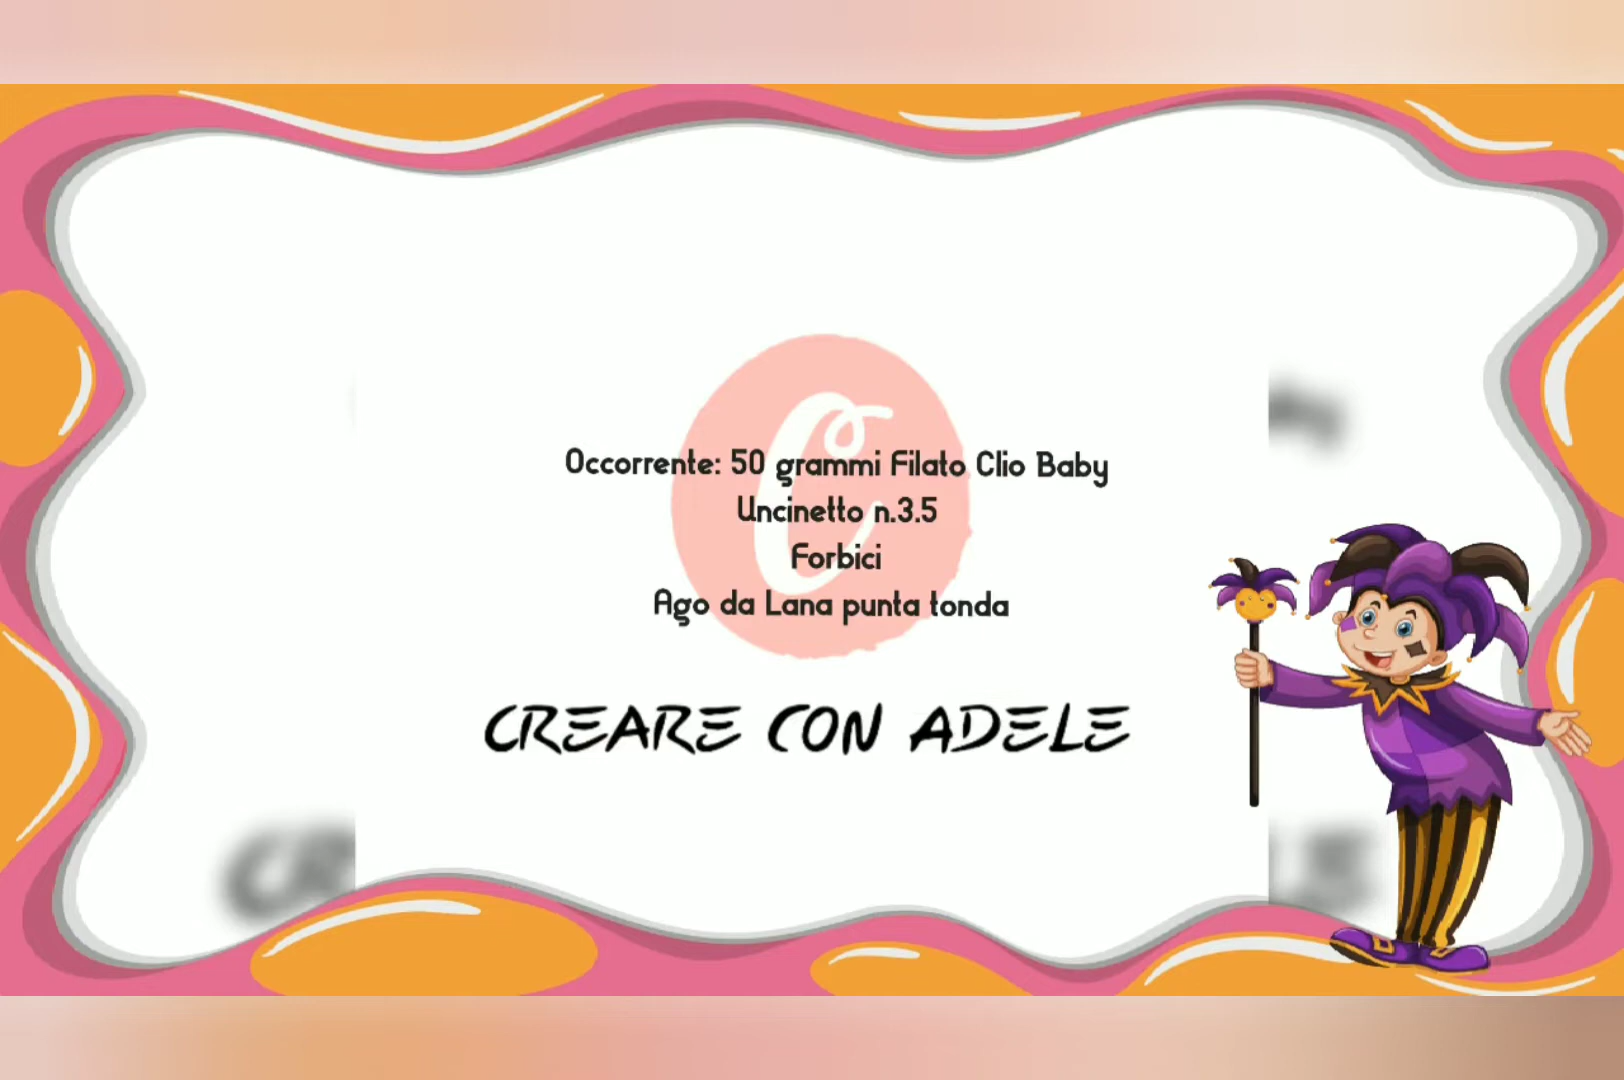 Occorrente: 50 grammi Filato Clio Baby
Uncinetto n.3.5
Forbici
Ago da Lana punta tonda
CREARE CON ADELE